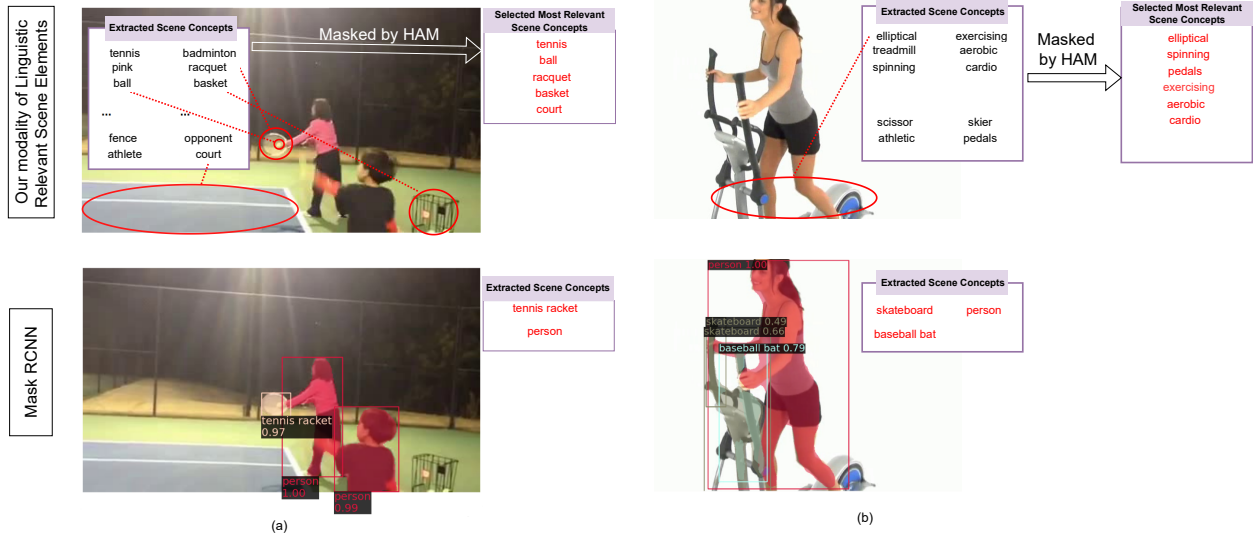 Our modality of Linguistic
Relevant Scene Elements
Extracted Scene Concepts
tennis badminton
pink racquet
ball basket
... ...
fence opponent
athlete court
Masked by HAM
Selected Most Relevant
Scene Concepts
tennis
ball
racquet
basket
court
Extracted Scene Concepts
elliptical exercising
treadmill aerobic
spinning cardio
scissor skier
athletic pedals
Masked
by HAM
Selected Most Relevant
Scene Concepts
elliptical
spinning
pedals
exercising
aerobic
cardio
Mask RCNN
tennis racket
0.97
person
1.00
person
0.99
Extracted Scene Concepts
tennis racket
person
person 1.00
skateboard 0.49
skateboard 0.66
baseball bat 0.79
Extracted Scene Concepts
skateboard person
baseball bat
(a)
(b)